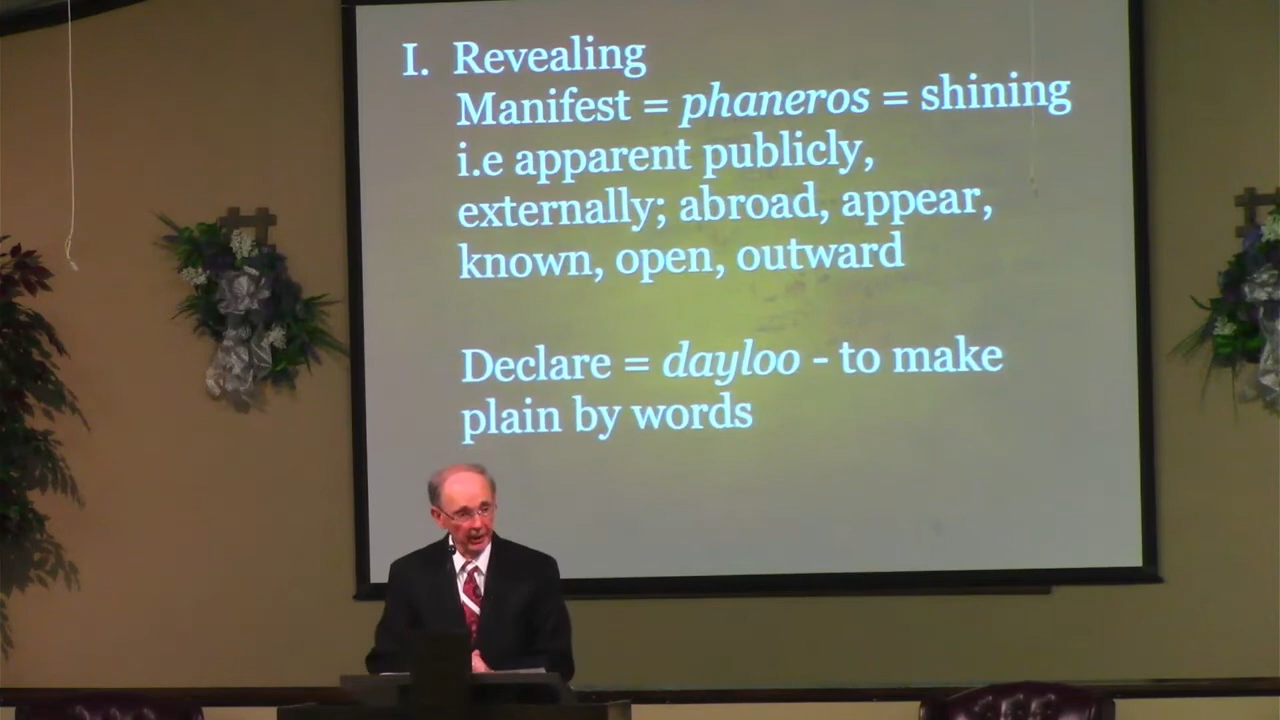 I. Revealing
Manifest = phaneros = shining
i.e apparent publicly,
externally; abroad, appear,
known, open, outward
Declare = dayloo - to make
plain by words